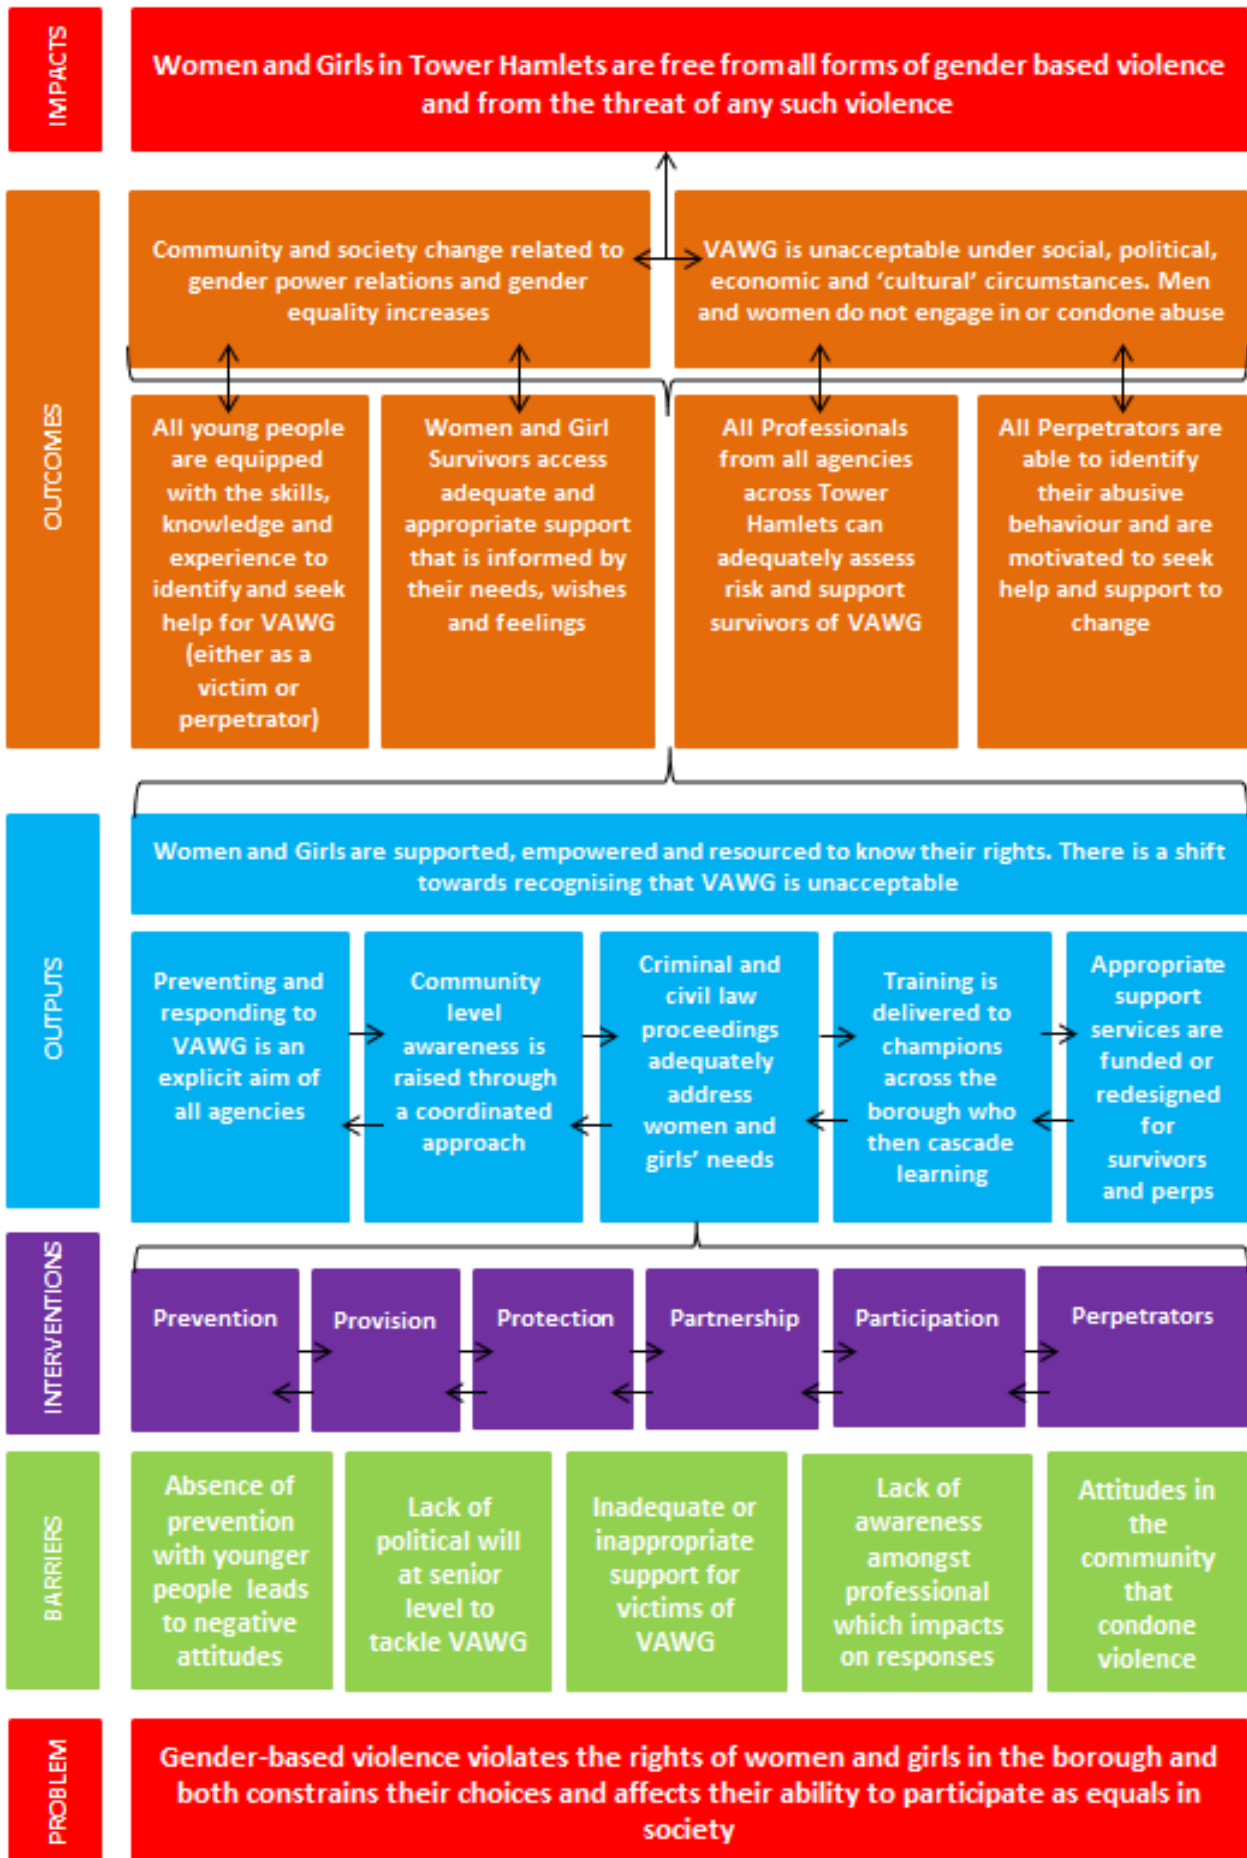 IMPACTS
Women and Girls in Tower Hamlets are free from all forms of gender based violence
and from the threat of any such violence
OUTCOMES
Community and society change related to
gender power relations and gender
equality increases
VAWG is unacceptable under social, political,
economic and ‘cultural’ circumstances. Men
and women do not engage in or condone abuse
All young people
are equipped
with the skills,
knowledge and
experience to
identify and seek
help for VAWG
(either as a
victim or
perpetrator)
Women and Girl
Survivors access
adequate and
appropriate support
that is informed by
their needs, wishes
and feelings
All Professionals
from all agencies
across Tower
Hamlets can
adequately assess
risk and support
survivors of VAWG
All Perpetrators are
able to identify
their abusive
behaviour and are
motivated to seek
help and support to
change
OUTPUTS
Women and Girls are supported, empowered and resourced to know their rights. There is a shift
towards recognising that VAWG is unacceptable
Preventing and
responding to
VAWG is an
explicit aim of
all agencies
Community
level
awareness is
raised through
a coordinated
approach
Criminal and
civil law
proceedings
adequately
address
women and
girls’ needs
Training is
delivered to
champions
across the
borough who
then cascade
learning
Appropriate
support
services are
funded or
redesigned
for
survivors
and perps
INTERVENTIONS
Prevention
Provision
Protection
Partnership
Participation
Perpetrators
BARRIERS
Absence of
prevention
with younger
people leads
to negative
attitudes
Lack of
political will
at senior
level to
tackle VAWG
Inadequate or
inappropriate
support for
victims of
VAWG
Lack of
awareness
amongst
professional
which impacts
on responses
Attitudes in
the
community
that
condone
violence
PROBLEM
Gender-based violence violates the rights of women and girls in the borough and
both constrains their choices and affects their ability to participate as equals in
society